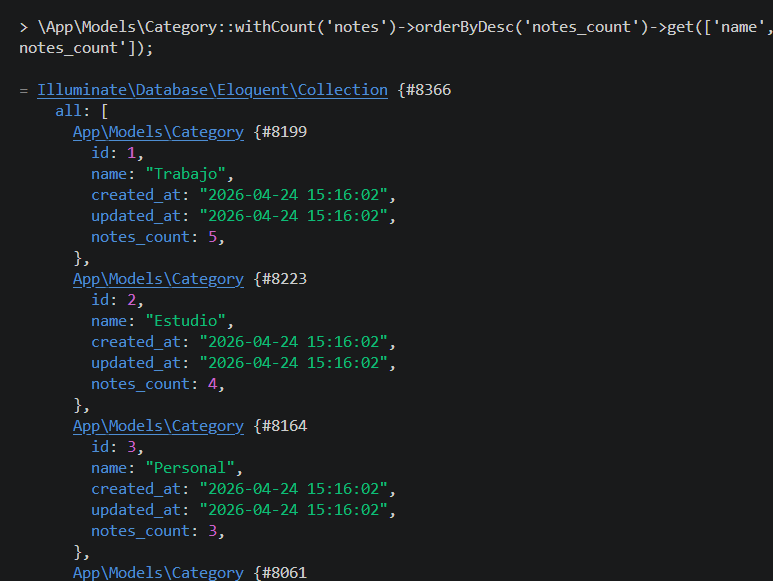 > \App\Models\Category::withCount('notes')->orderByDesc('notes_count')->get(['name',
notes_count']);
= Illuminate\Database\Eloquent\Collection {#8366
all: [
App\Models\Category {#8199
id: 1,
name: "Trabajo",
created_at: "2026-04-24 15:16:02",
updated_at: "2026-04-24 15:16:02",
notes_count: 5,
},
App\Models\Category {#8223
id: 2,
name: "Estudio",
created_at: "2026-04-24 15:16:02",
updated_at: "2026-04-24 15:16:02",
notes_count: 4,
},
App\Models\Category {#8164
id: 3,
name: "Personal",
created_at: "2026-04-24 15:16:02",
updated_at: "2026-04-24 15:16:02",
notes_count: 3,
},
App\Models\Category {#8061